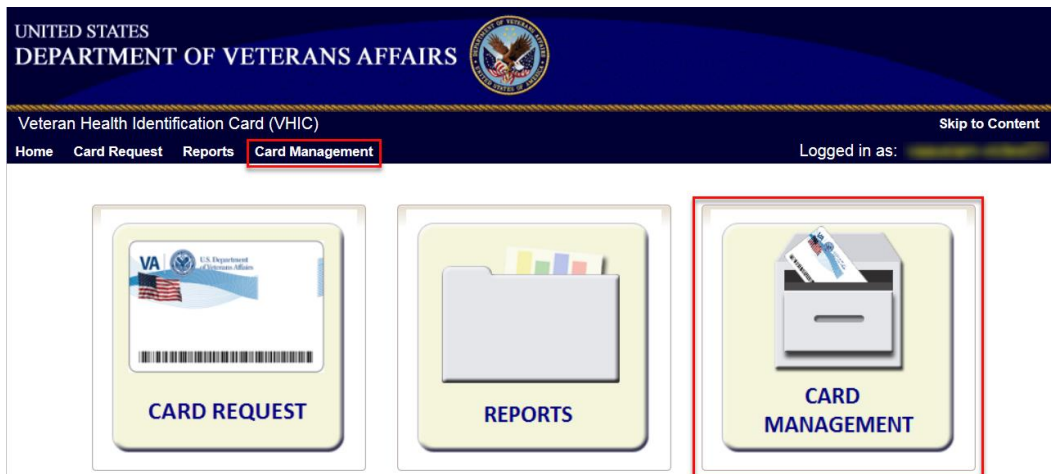 UNITED STATES
DEPARTMENT OF VETERANS AFFAIRS
Veteran Health Identification Card (VHIC)
Skip to Content
Home Card Request Reports Card Management
Logged in as:
VA
U.S. Department
of Veterans Affairs
CARD REQUEST
REPORTS
CARD
MANAGEMENT